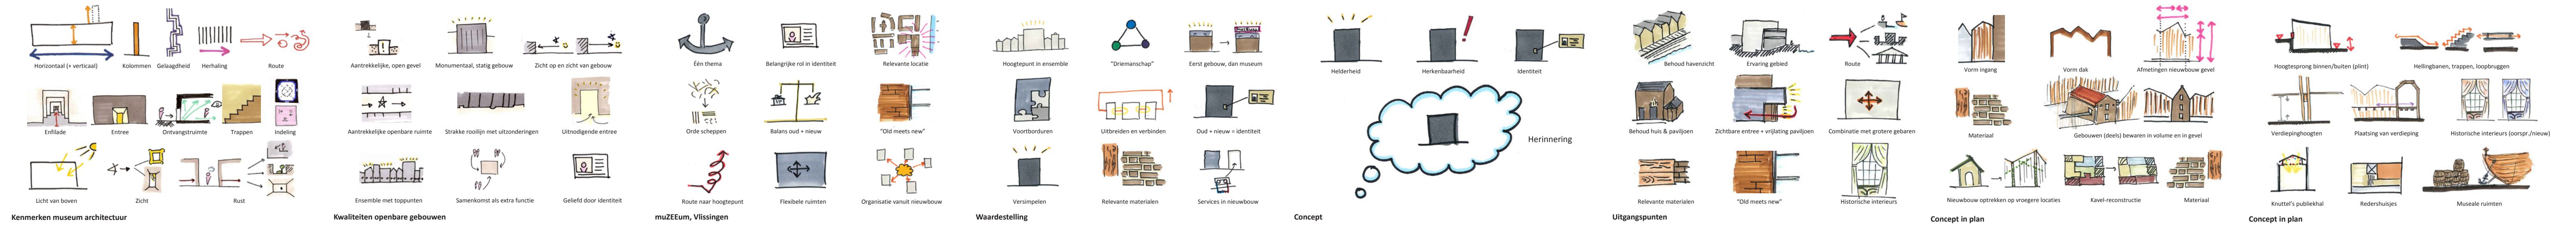 Horizontaal (+ verticaal)
Kolommen
Gelaagdheid
Herhaling
Route
Enfilade
Entree
Ontvangstruimte
Trappen
Indeling
Licht van boven
Zicht
Rust
Kenmerken museum architectuur
Aantrekkelijke, open gevel
Monumentaal, statig gebouw
Zicht op en zicht van gebouw
Aantrekkelijke openbare ruimte
Strakke rooilijn met uitzonderingen
Uitnodigende entree
Ensemble met toppunten
Samenkomst als extra functie
Geliefd door identiteit
Kwaliteiten openbare gebouwen
Één thema
Belangrijke rol in identiteit
Relevante locatie
Orde scheppen
Balans oud + nieuw
"Old meets new"
Route naar hoogtepunt
Flexibele ruimten
Organisatie vanuit nieuwbouw
muZEEum, Vlissingen
Hoogtepunt in ensemble
"Driemanschap"
Eerst gebouw, dan museum
Voortborduren
Uitbreiden en verbinden
Oud + nieuw = identiteit
Versimpelen
Relevante materialen
Services in nieuwbouw
Waardestelling
Helderheid
Herkenbaarheid
Identiteit
Herinnering
Concept
Behoud havenzicht
Ervaring gebied
Route
Behoud huis & paviljoen
Zichtbare entree + vrijlating paviljoen
Combinatie met grotere gebaren
Relevante materialen
"Old meets new"
Historische interieurs
Uitgangspunten
Vorm ingang
Vorm dak
Afmetingen nieuwbouw gevel
Materiaal
Gebouwen (deels) bewaren in volume en in gevel
Nieuwbouw optrekken op vroegere locaties
Kavel-reconstructie
Materiaal
Concept in plan
Hoogtesprong binnen/buiten (plint)
Hellingbanen, trappen, loopbruggen
Verdiepinghoogten
Plaatsing van verdieping
Historische interieurs (oorspr./nieuw)
Knuttel's publiekhal
Redershuisjes
Museale ruimten
Concept in plan